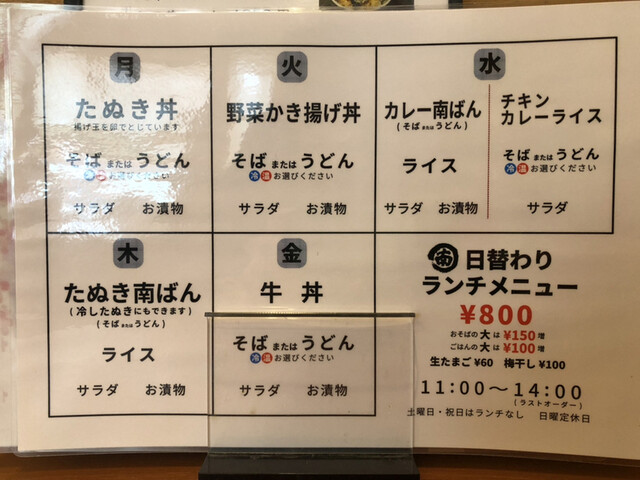 月
たぬき丼
揚げ玉を卵でとじています
そばまたはうどん
冷温お選びください
サラダ お漬物
火
野菜かき揚げ丼
そばまたはうどん
冷温お選びください
サラダ お漬物
水
カレー南ばん
(そばまたはうどん)
ライス
サラダ お漬物
チキン
カレーライス
そばまたはうどん
冷温お選びください
サラダ
木
たぬき南ばん
(冷したぬきにもできます)
(そばまたはうどん)
ライス
サラダ お漬物
金
牛丼
そばまたはうどん
冷温お選びください
サラダ お漬物
日替わり
ランチメニュー
¥800
おそばの大は¥150増
ごはんの大は¥100増
生たまご¥60 梅干し¥100
11:00〜14:00
(ラストオーダー)
土曜日・祝日はランチなし 日曜定休日